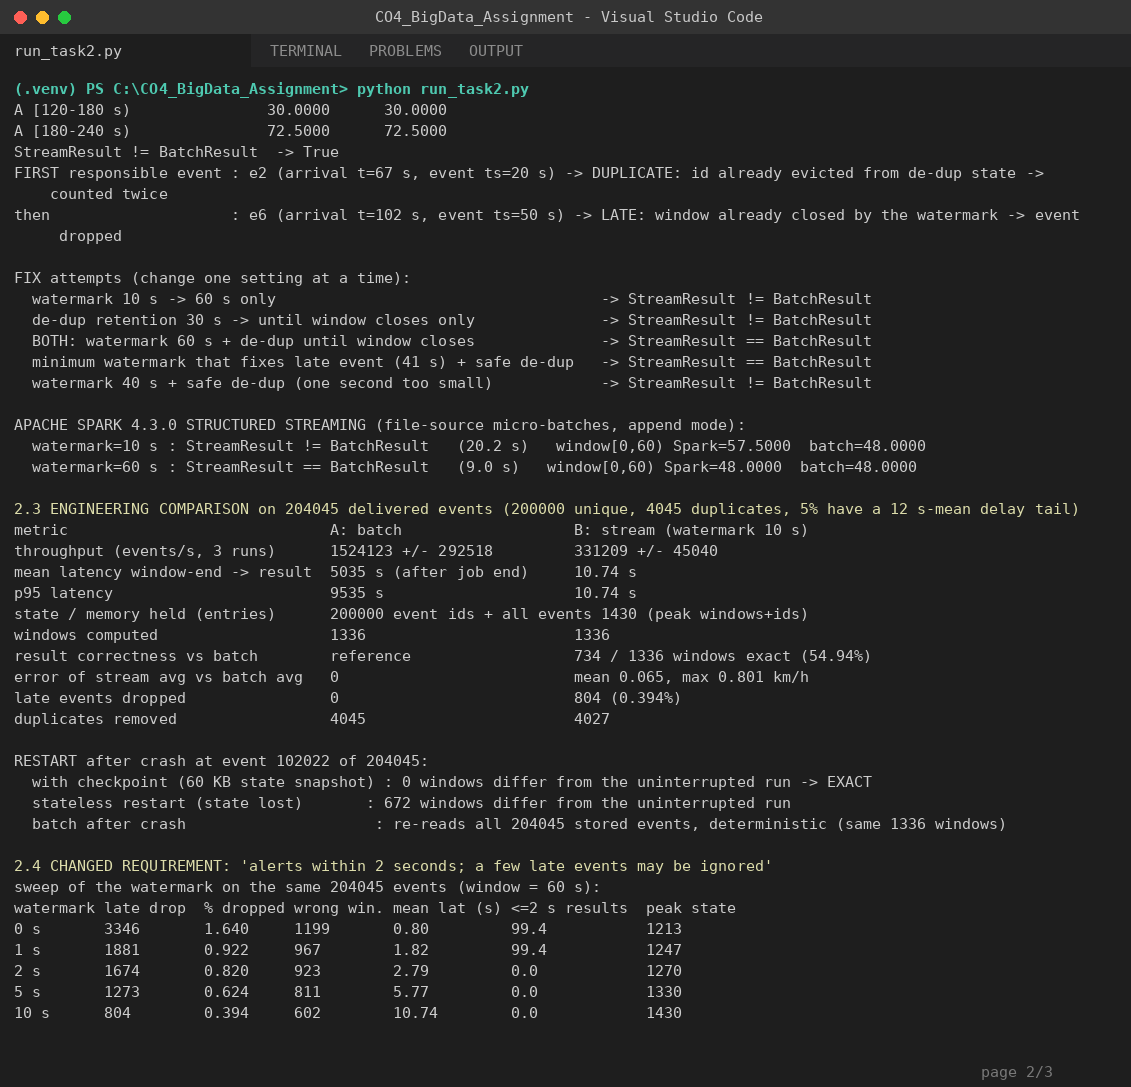 CO4_BigData_Assignment - Visual Studio Code
run_task2.py TERMINAL PROBLEMS OUTPUT
(.venv) PS C:\CO4_BigData_Assignment> python run_task2.py
A [120-180 s)               30.0000      30.0000
A [180-240 s)               72.5000      72.5000
StreamResult != BatchResult  -> True
FIRST responsible event : e2 (arrival t=67 s, event ts=20 s) -> DUPLICATE: id already evicted from de-dup state ->
    counted twice
then                    : e6 (arrival t=102 s, event ts=50 s) -> LATE: window already closed by the watermark -> event
     dropped
FIX attempts (change one setting at a time):
  watermark 10 s -> 60 s only                                    -> StreamResult != BatchResult
  de-dup retention 30 s -> until window closes only              -> StreamResult != BatchResult
  BOTH: watermark 60 s + de-dup until window closes              -> StreamResult == BatchResult
  minimum watermark that fixes late event (41 s) + safe de-dup   -> StreamResult == BatchResult
  watermark 40 s + safe de-dup (one second too small)            -> StreamResult != BatchResult
APACHE SPARK 4.3.0 STRUCTURED STREAMING (file-source micro-batches, append mode):
  watermark=10 s : StreamResult != BatchResult   (20.2 s)   window[0,60) Spark=57.5000  batch=48.0000
  watermark=60 s : StreamResult == BatchResult   (9.0 s)   window[0,60) Spark=48.0000  batch=48.0000
2.3 ENGINEERING COMPARISON on 204045 delivered events (200000 unique, 4045 duplicates, 5% have a 12 s-mean delay tail)
metric                             A: batch                   B: stream (watermark 10 s)
throughput (events/s, 3 runs)      1524123 +/- 292518         331209 +/- 45040
mean latency window-end -> result  5035 s (after job end)     10.74 s
p95 latency                        9535 s                     10.74 s
state / memory held (entries)      200000 event ids + all events 1430 (peak windows+ids)
windows computed                   1336                       1336
result correctness vs batch        reference                  734 / 1336 windows exact (54.94%)
error of stream avg vs batch avg   0                          mean 0.065, max 0.801 km/h
late events dropped                0                          804 (0.394%)
duplicates removed                 4045                       4027
RESTART after crash at event 102022 of 204045:
  with checkpoint (60 KB state snapshot) : 0 windows differ from the uninterrupted run -> EXACT
  stateless restart (state lost)       : 672 windows differ from the uninterrupted run
  batch after crash                     : re-reads all 204045 stored events, deterministic (same 1336 windows)
2.4 CHANGED REQUIREMENT: 'alerts within 2 seconds; a few late events may be ignored'
sweep of the watermark on the same 204045 events (window = 60 s):
watermark late drop  % dropped wrong win. mean lat (s) <=2 s results  peak state
0 s       3346       1.640     1199       0.80         99.4           1213
1 s       1881       0.922     967        1.82         99.4           1247
2 s       1674       0.820     923        2.79         0.0            1270
5 s       1273       0.624     811        5.77         0.0            1330
10 s      804        0.394     602        10.74        0.0            1430
page 2/3